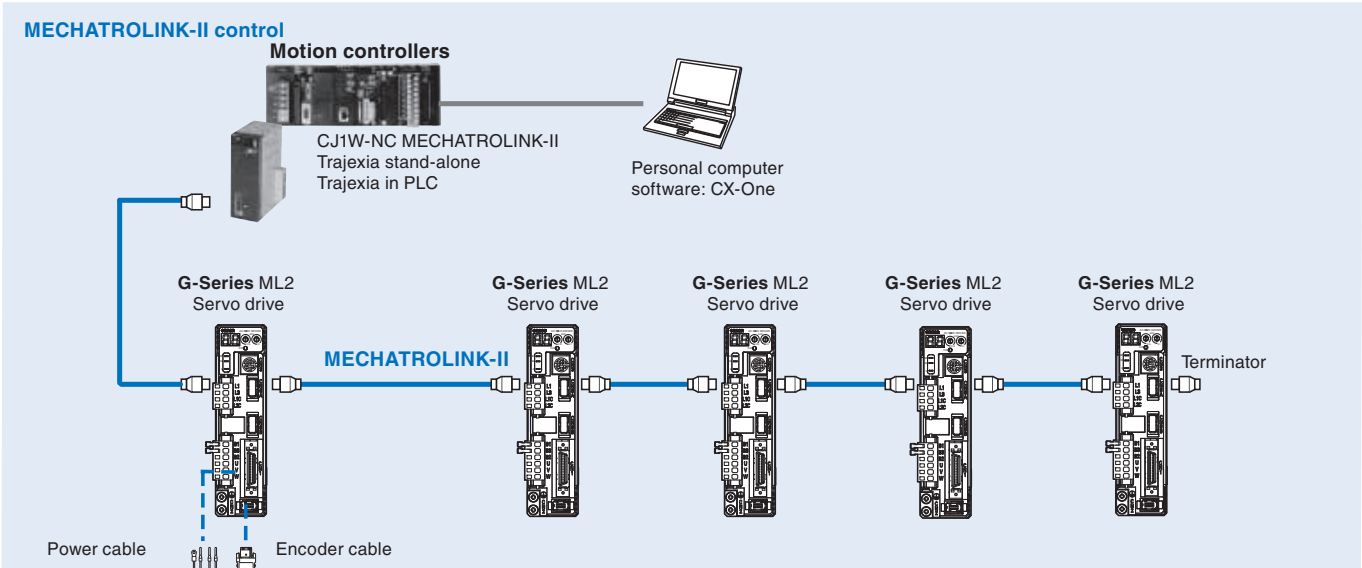 MECHATROLINK-II control
Motion controllers
CJ1W-NC MECHATROLINK-II
Trajexia stand-alone
Trajexia in PLC
Personal computer
software: CX-One
G-Series ML2
Servo drive
G-Series ML2
Servo drive
G-Series ML2
Servo drive
G-Series ML2
Servo drive
G-Series ML2
Servo drive
MECHATROLINK-II
Terminator
Power cable
Encoder cable